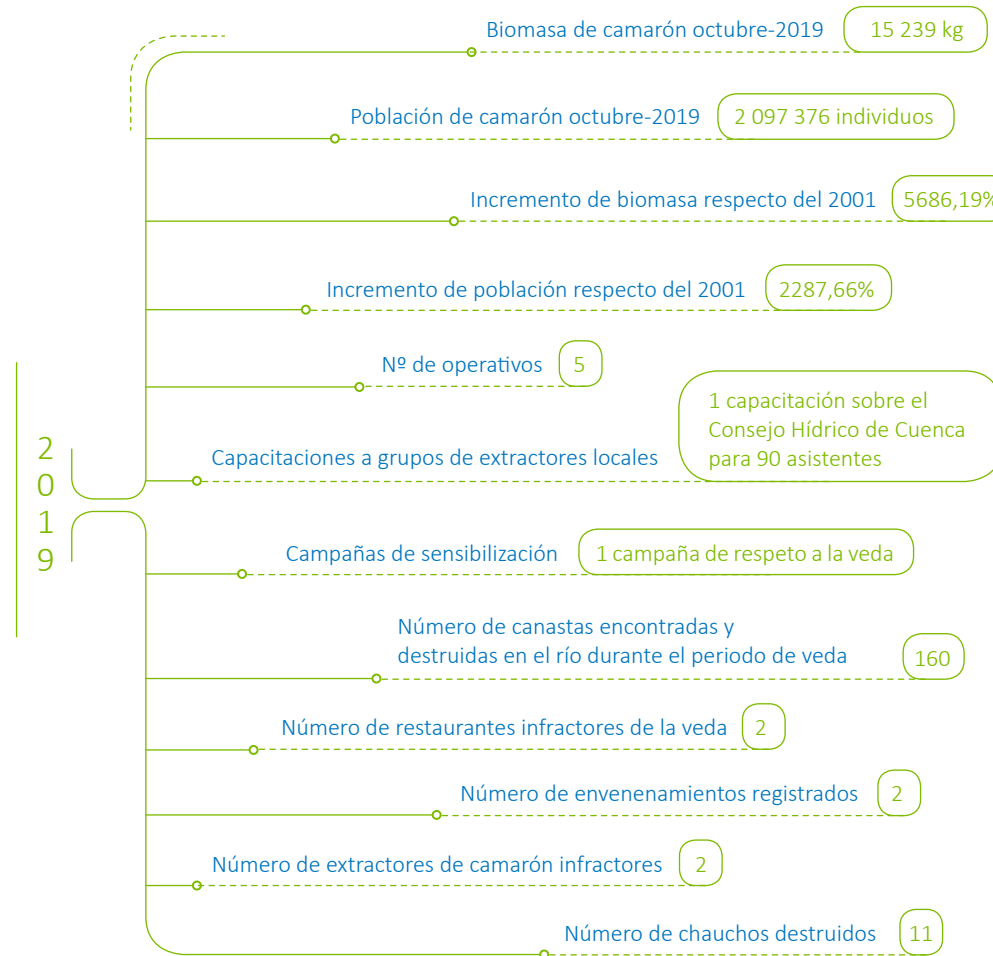 Biomasa de camarón octubre-2019 15 239 kg
Población de camarón octubre-2019 2 097 376 individuos
Incremento de biomasa respecto del 2001 5686,19%
Incremento de población respecto del 2001 2287,66%
Nº de operativos 5
Capacitaciones a grupos de extractores locales
1 capacitación sobre el
Consejo Hídrico de Cuenca
para 90 asistentes
2
0
1
9
Campañas de sensibilización 1 campaña de respeto a la veda
Número de canastas encontradas y
destruidas en el río durante el periodo de veda 160
Número de restaurantes infractores de la veda 2
Número de envenenamientos registrados 2
Número de extractores de camarón infractores 2
Número de chauchos destruidos 11